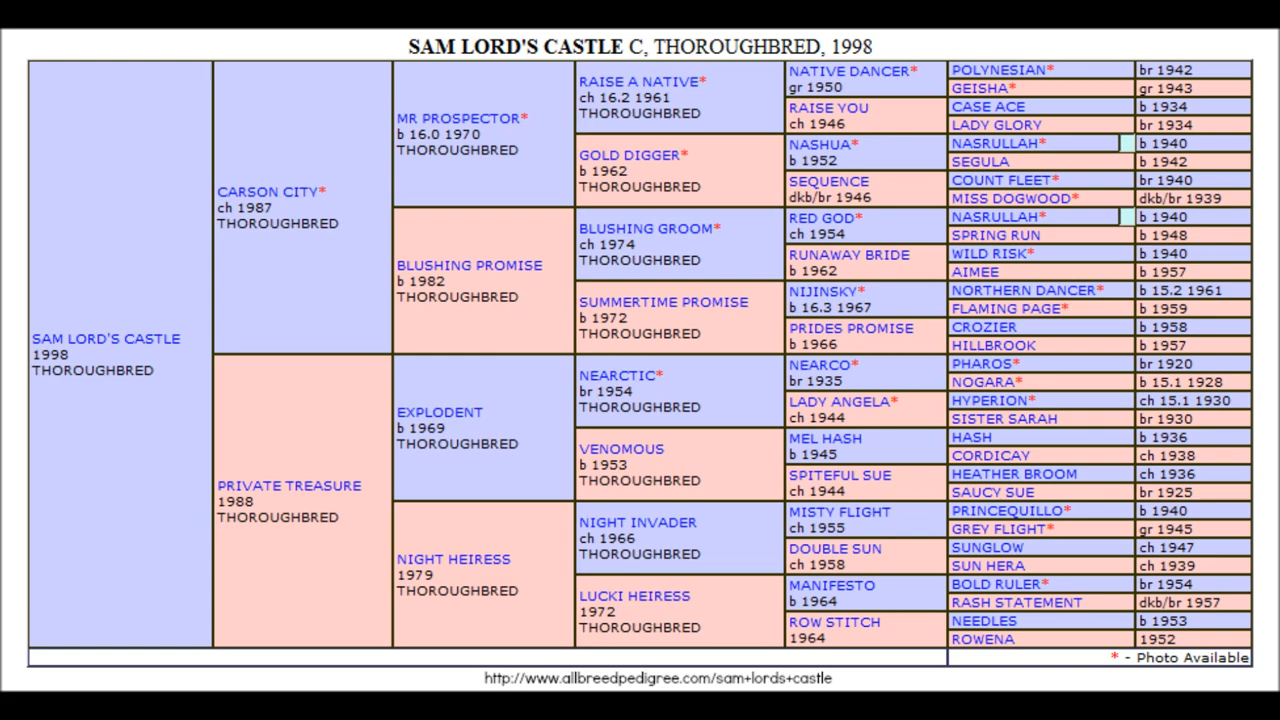 SAM LORD'S CASTLE C, THOROUGHBRED, 1998
SAM LORD'S CASTLE
1998
THOROUGHBRED
CARSON CITY*
ch 1987
THOROUGHBRED
PRIVATE TREASURE
1988
THOROUGHBRED
MR PROSPECTOR*
b 16.0 1970
THOROUGHBRED
BLUSHING PROMISE
b 1982
THOROUGHBRED
EXPLODENT
b 1969
THOROUGHBRED
NIGHT HEIRESS
1979
THOROUGHBRED
RAISE A NATIVE*
ch 16.2 1961
THOROUGHBRED
GOLD DIGGER*
b 1962
THOROUGHBRED
BLUSHING GROOM*
ch 1974
THOROUGHBRED
SUMMERTIME PROMISE
b 1972
THOROUGHBRED
NEARCTIC*
br 1954
THOROUGHBRED
VENOMOUS
b 1953
THOROUGHBRED
NIGHT INVADER
ch 1966
THOROUGHBRED
LUCKI HEIRESS
1972
THOROUGHBRED
NATIVE DANCER*
gr 1950
RAISE YOU
ch 1946
NASHUA*
b 1952
SEQUENCE
dkb/br 1946
RED GOD*
ch 1954
RUNAWAY BRIDE
b 1962
NIJINSKY*
b 16.3 1967
PRIDES PROMISE
b 1966
NEARCO*
br 1935
LADY ANGELA*
ch 1944
MEL HASH
b 1945
SPITEFUL SUE
ch 1944
MISTY FLIGHT
ch 1955
DOUBLE SUN
ch 1958
MANIFESTO
b 1964
ROW STITCH
1964
POLYNESIAN* br 1942
GEISHA* gr 1943
CASE ACE b 1934
LADY GLORY br 1934
NASRULLAH* b 1940
SEGULA b 1942
COUNT FLEET* br 1940
MISS DOGWOOD* dkb/br 1939
NASRULLAH* b 1940
SPRING RUN b 1948
WILD RISK* b 1940
AIMEE b 1957
NORTHERN DANCER* b 15.2 1961
FLAMING PAGE* b 1959
CROZIER b 1958
HILLBROOK b 1957
PHAROS* br 1920
NOGARA* b 15.1 1928
HYPERION* ch 15.1 1930
SISTER SARAH br 1930
HASH b 1936
CORDICAY ch 1938
HEATHER BROOM ch 1936
SAUCY SUE br 1925
PRINCEQUILLO* b 1940
GREY FLIGHT* gr 1945
SUNGLOW ch 1947
SUN HERA ch 1939
BOLD RULER* br 1954
RASH STATEMENT dkb/br 1957
NEEDLES b 1953
ROWENA 1952
* - Photo Available
http://www.allbreedpedigree.com/sam+lords+castle